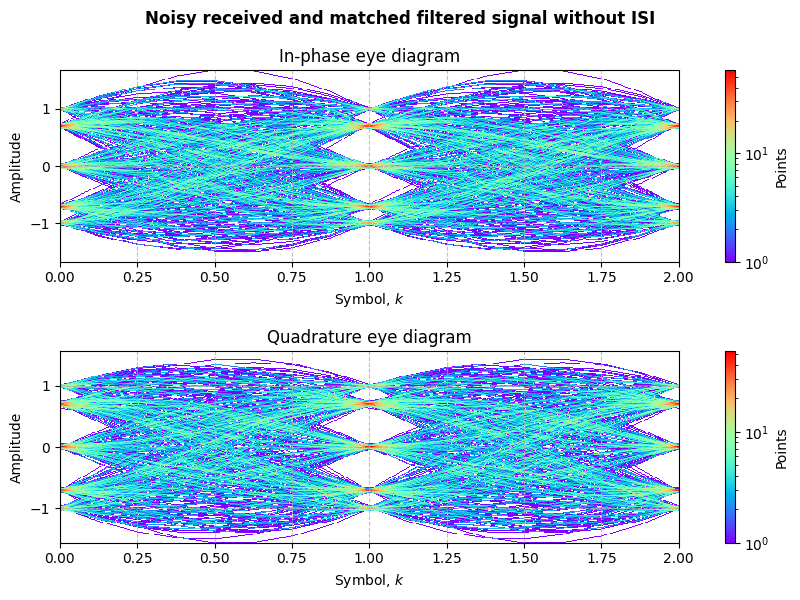 Noisy received and matched filtered signal without ISI
In-phase eye diagram
Amplitude
1
0
−1
0.00 0.25 0.50 0.75 1.00 1.25 1.50 1.75 2.00
Symbol, k
10¹
10⁰
Points
Quadrature eye diagram
Amplitude
1
0
−1
0.00 0.25 0.50 0.75 1.00 1.25 1.50 1.75 2.00
Symbol, k
10¹
10⁰
Points